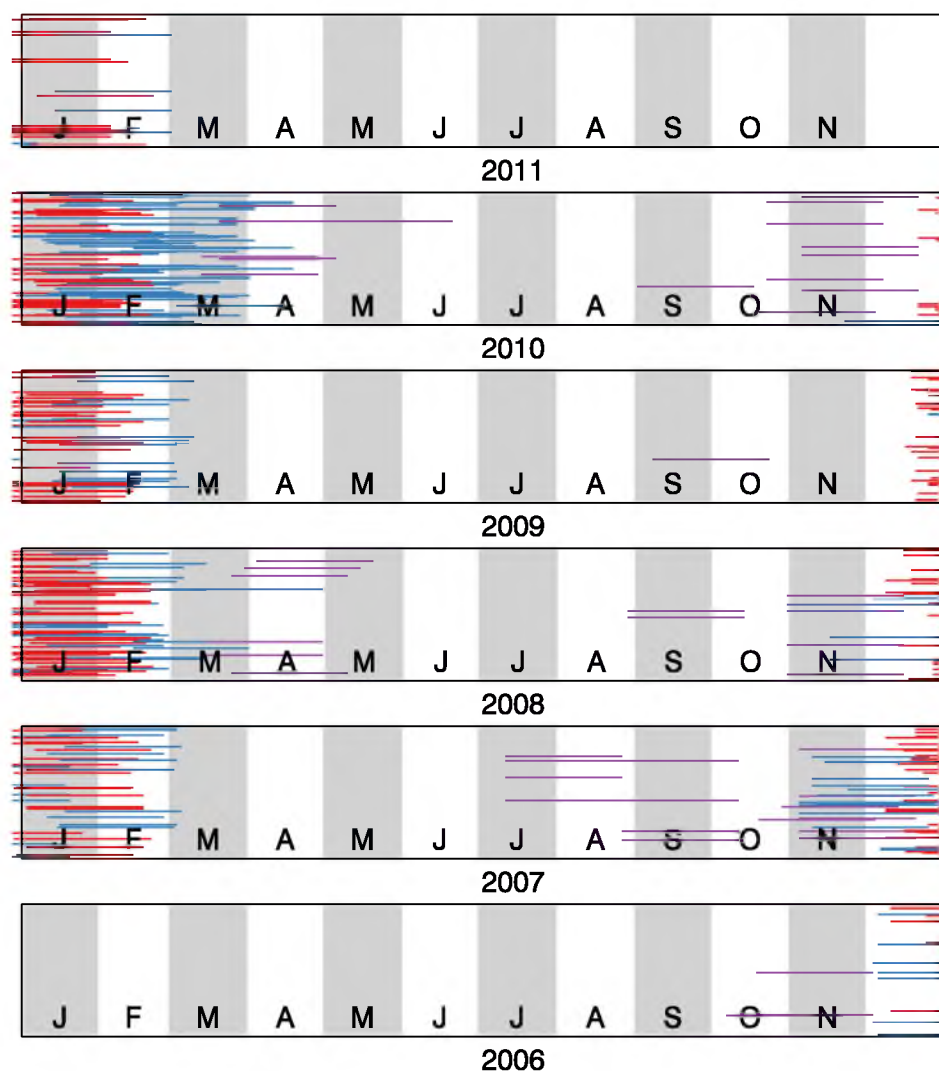 J F M A M J J A S O N
2011
J F M A M J J A S O N
2010
J F M A M J J A S O N
2009
J F M A M J J A S O N
2008
J F M A M J J A S O N
2007
J F M A M J J A S O N
2006